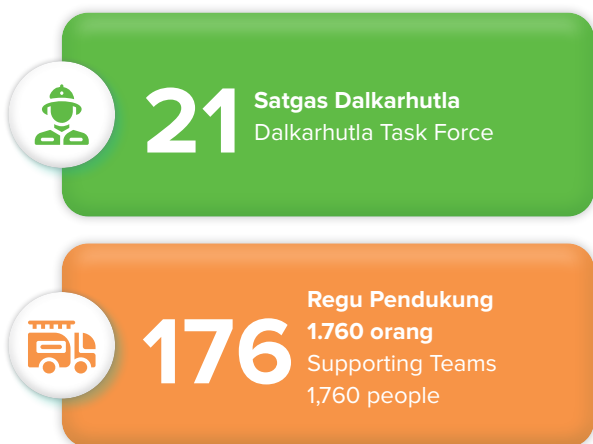 21
Satgas Dalkarhutla
Dalkarhutla Task Force
176
Regu Pendukung
1.760 orang
Supporting Teams
1,760 people